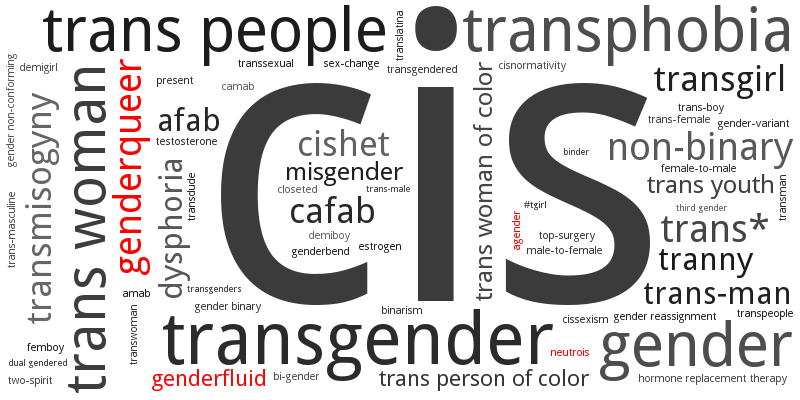 trans people
transphobia
translatina
transsexual
sex-change
transgendered
cisnormativity
demigirl
gender non-conforming
present
camab
transgirl
trans-boy
trans-female
gender-variant
afab
testosterone
cis
cishet
misgender
closeted
trans-male
cafab
demiboy
genderbend
estrogen
trans woman of color
binder
non-binary
female-to-male
trans youth
transman
third gender
#tgirl
agender
top-surgery
male-to-female
trans*
tranny
trans-man
transmisogyny
trans woman
genderqueer
dysphoria
transdude
trans-masculine
transgenders
amab
gender binary
binarism
transwoman
transgender
cissexism
gender reassignment
transpeople
gender
femboy
dual gendered
two-spirit
genderfluid
bi-gender
trans person of color
neutrois
hormone replacement therapy